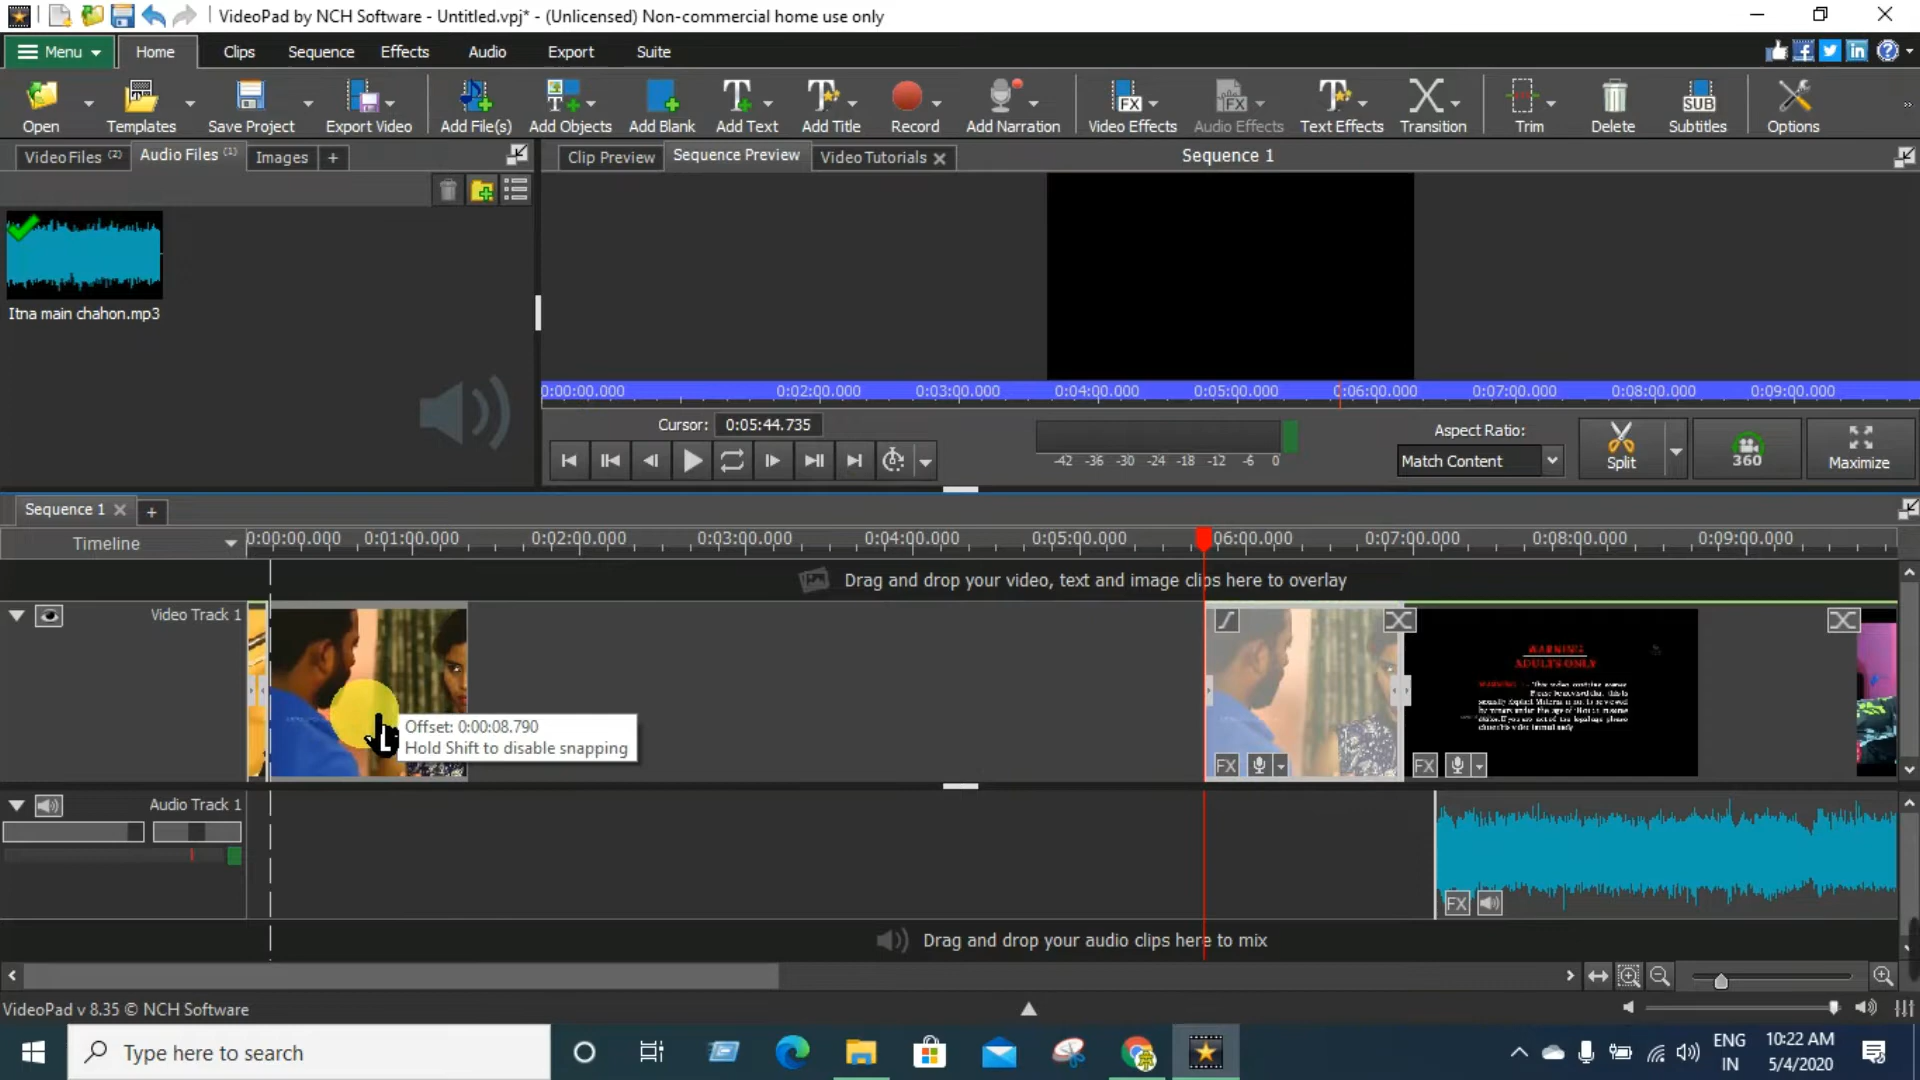 VideoPad by NCH Software - Untitled.vpj* - (Unlicensed) Non-commercial home use only
Menu Home Clips Sequence Effects Audio Export Suite
Open Templates Save Project Export Video Add File(s) Add Objects Add Blank Add Text Add Title Record Add Narration Video Effects Audio Effects Text Effects Transition Trim Delete Subtitles Options
Video Files (2) Audio Files (1) Images + Clip Preview Sequence Preview Video Tutorials Sequence 1
Itna main chahon.mp3
0:00:00.000 0:02:00.000 0:03:00.000 0:04:00.000 0:05:00.000 0:06:00.000 0:07:00.000 0:08:00.000 0:09:00.000
Cursor: 0:05:44.735
-42 -36 -30 -24 -18 -12 -6 0
Aspect Ratio:
Match Content
Split 360 Maximize
Sequence 1
Timeline 0:00:00.000 0:01:00.000 0:02:00.000 0:03:00.000 0:04:00.000 0:05:00.000 06:00.000 0:07:00.000 0:08:00.000 0:09:00.000
Drag and drop your video, text and image clips here to overlay
Video Track 1
WARNING
ADULTS ONLY
Offset: 0:00:08.790
Hold Shift to disable snapping
FX FX
Audio Track 1
FX
Drag and drop your audio clips here to mix
VideoPad v 8.35 © NCH Software
Type here to search
ENG
IN
10:22 AM
5/4/2020